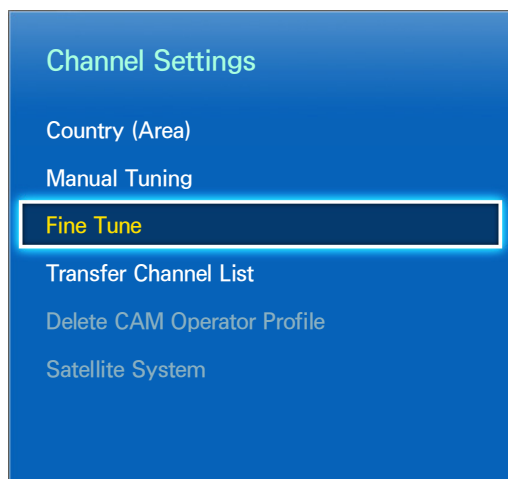 Channel Settings
Country (Area)
Manual Tuning
Fine Tune
Transfer Channel List
Delete CAM Operator Profile
Satellite System